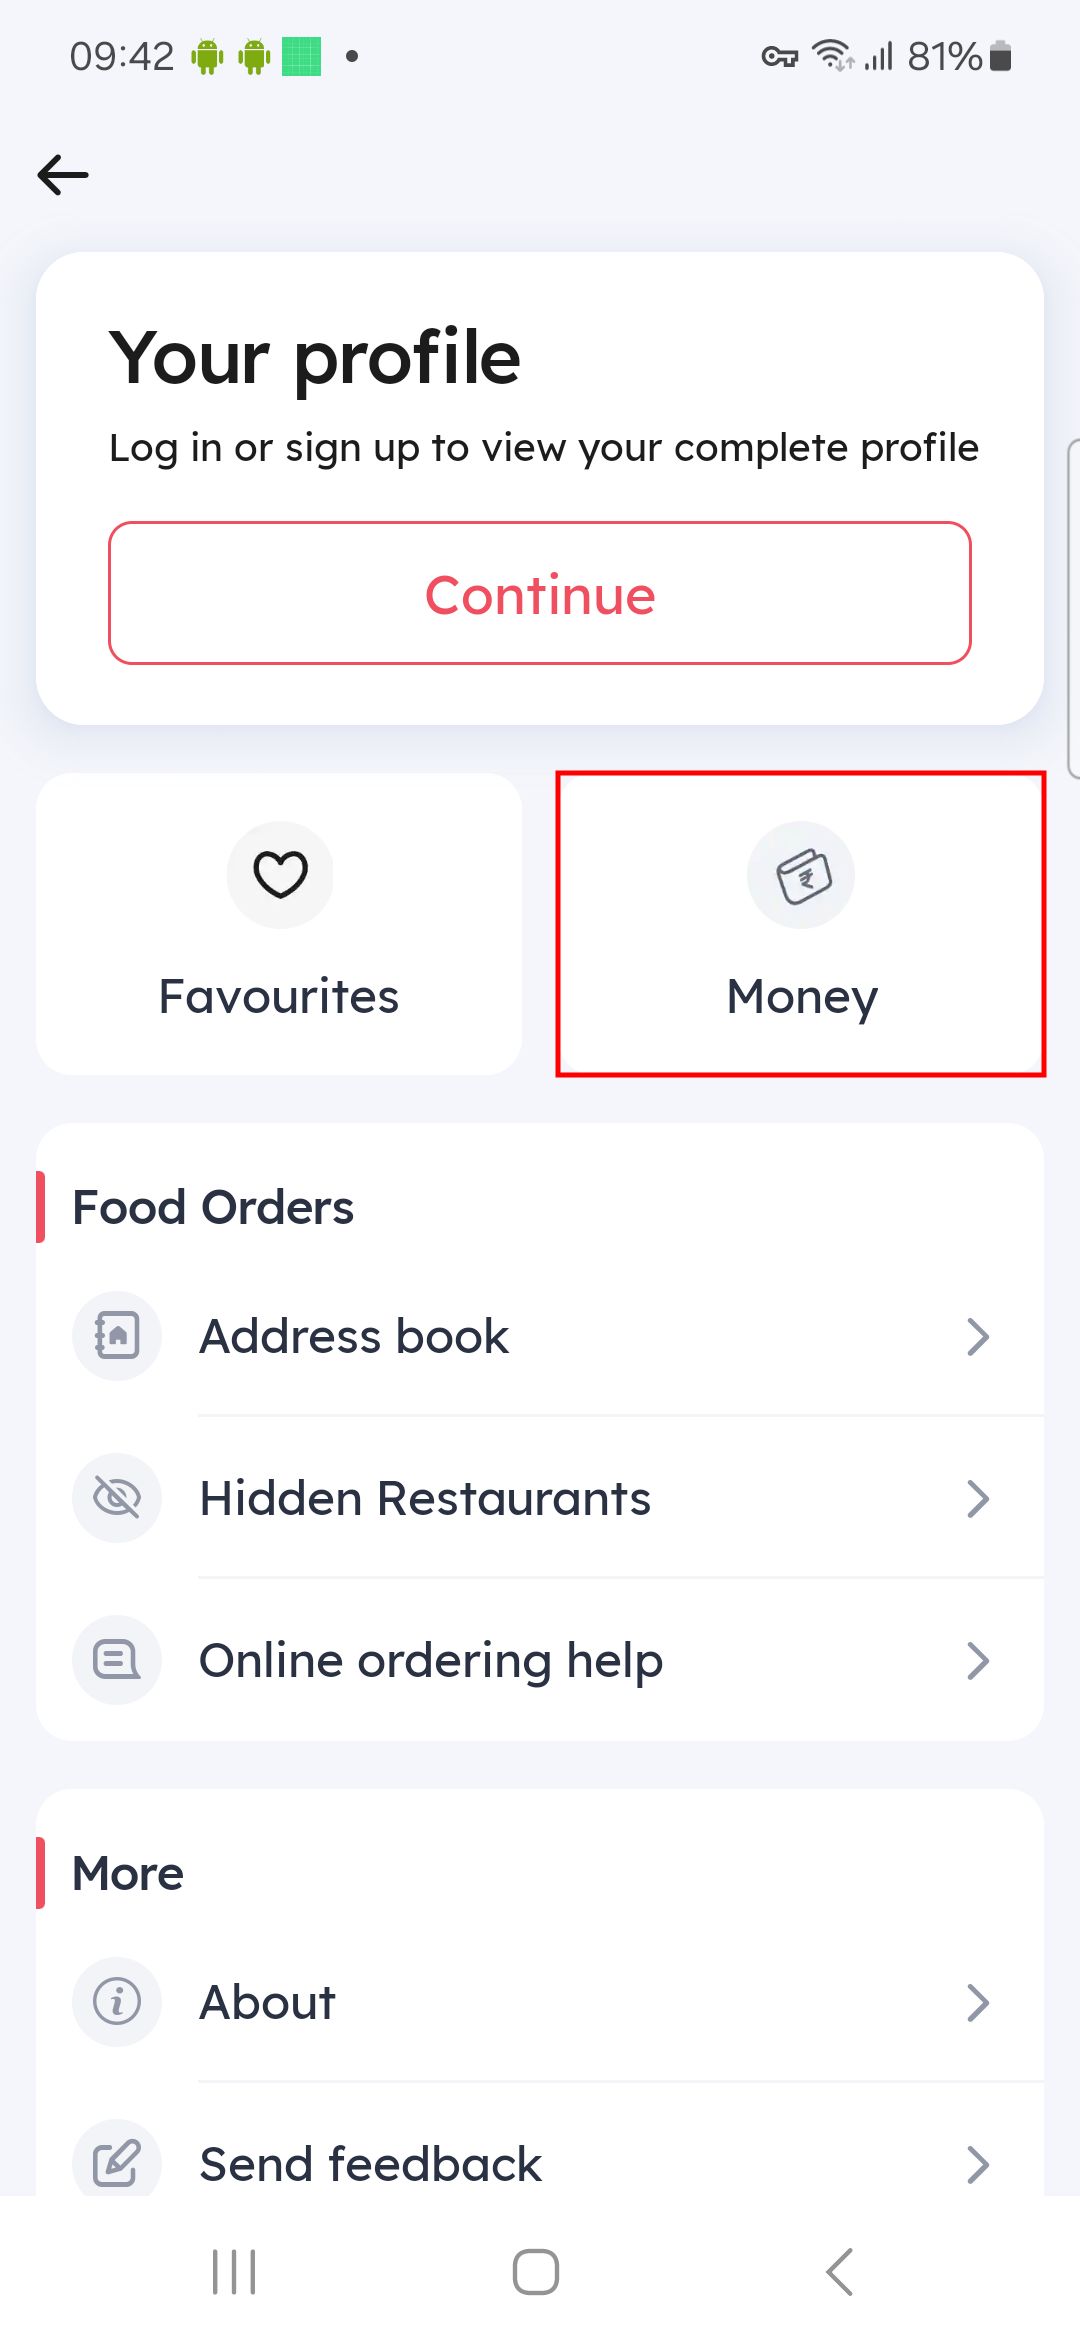 09:42
81%
Your profile
Log in or sign up to view your complete profile
Continue
Favourites
Money
Food Orders
Address book
Hidden Restaurants
Online ordering help
More
About
Send feedback